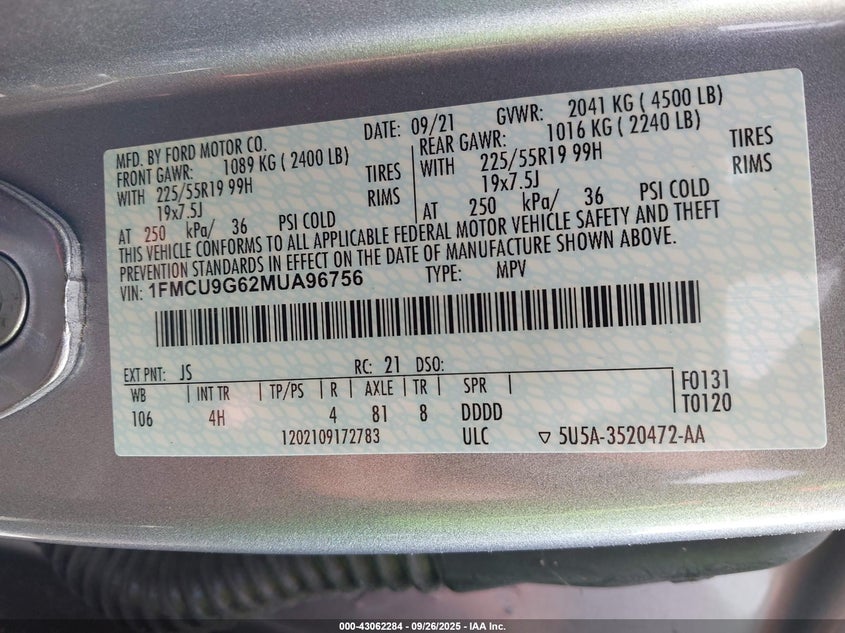 MFD. BY FORD MOTOR CO. DATE: 09/21 GVWR: 2041 KG ( 4500 LB)
FRONT GAWR: 1089 KG ( 2400 LB) REAR GAWR: 1016 KG ( 2240 LB)
WITH 225/55R19 99H TIRES WITH 225/55R19 99H TIRES
19x7.5J RIMS 19x7.5J RIMS
AT 250 kPa/ 36 PSI COLD AT 250 kPa/ 36 PSI COLD
THIS VEHICLE CONFORMS TO ALL APPLICABLE FEDERAL MOTOR VEHICLE SAFETY AND THEFT
PREVENTION STANDARDS IN EFFECT ON THE DATE OF MANUFACTURE SHOWN ABOVE.
VIN: 1FMCU9G62MUA96756 TYPE: MPV
EXT PNT: JS RC: 21 DSO:
WB INT TR TP/PS R AXLE TR SPR F0131
106 4H 4 81 8 DDDD T0120
1202109172783 ULC ▽ 5U5A-3520472-AA
000-43062284 - 09/26/2025 - IAA Inc.